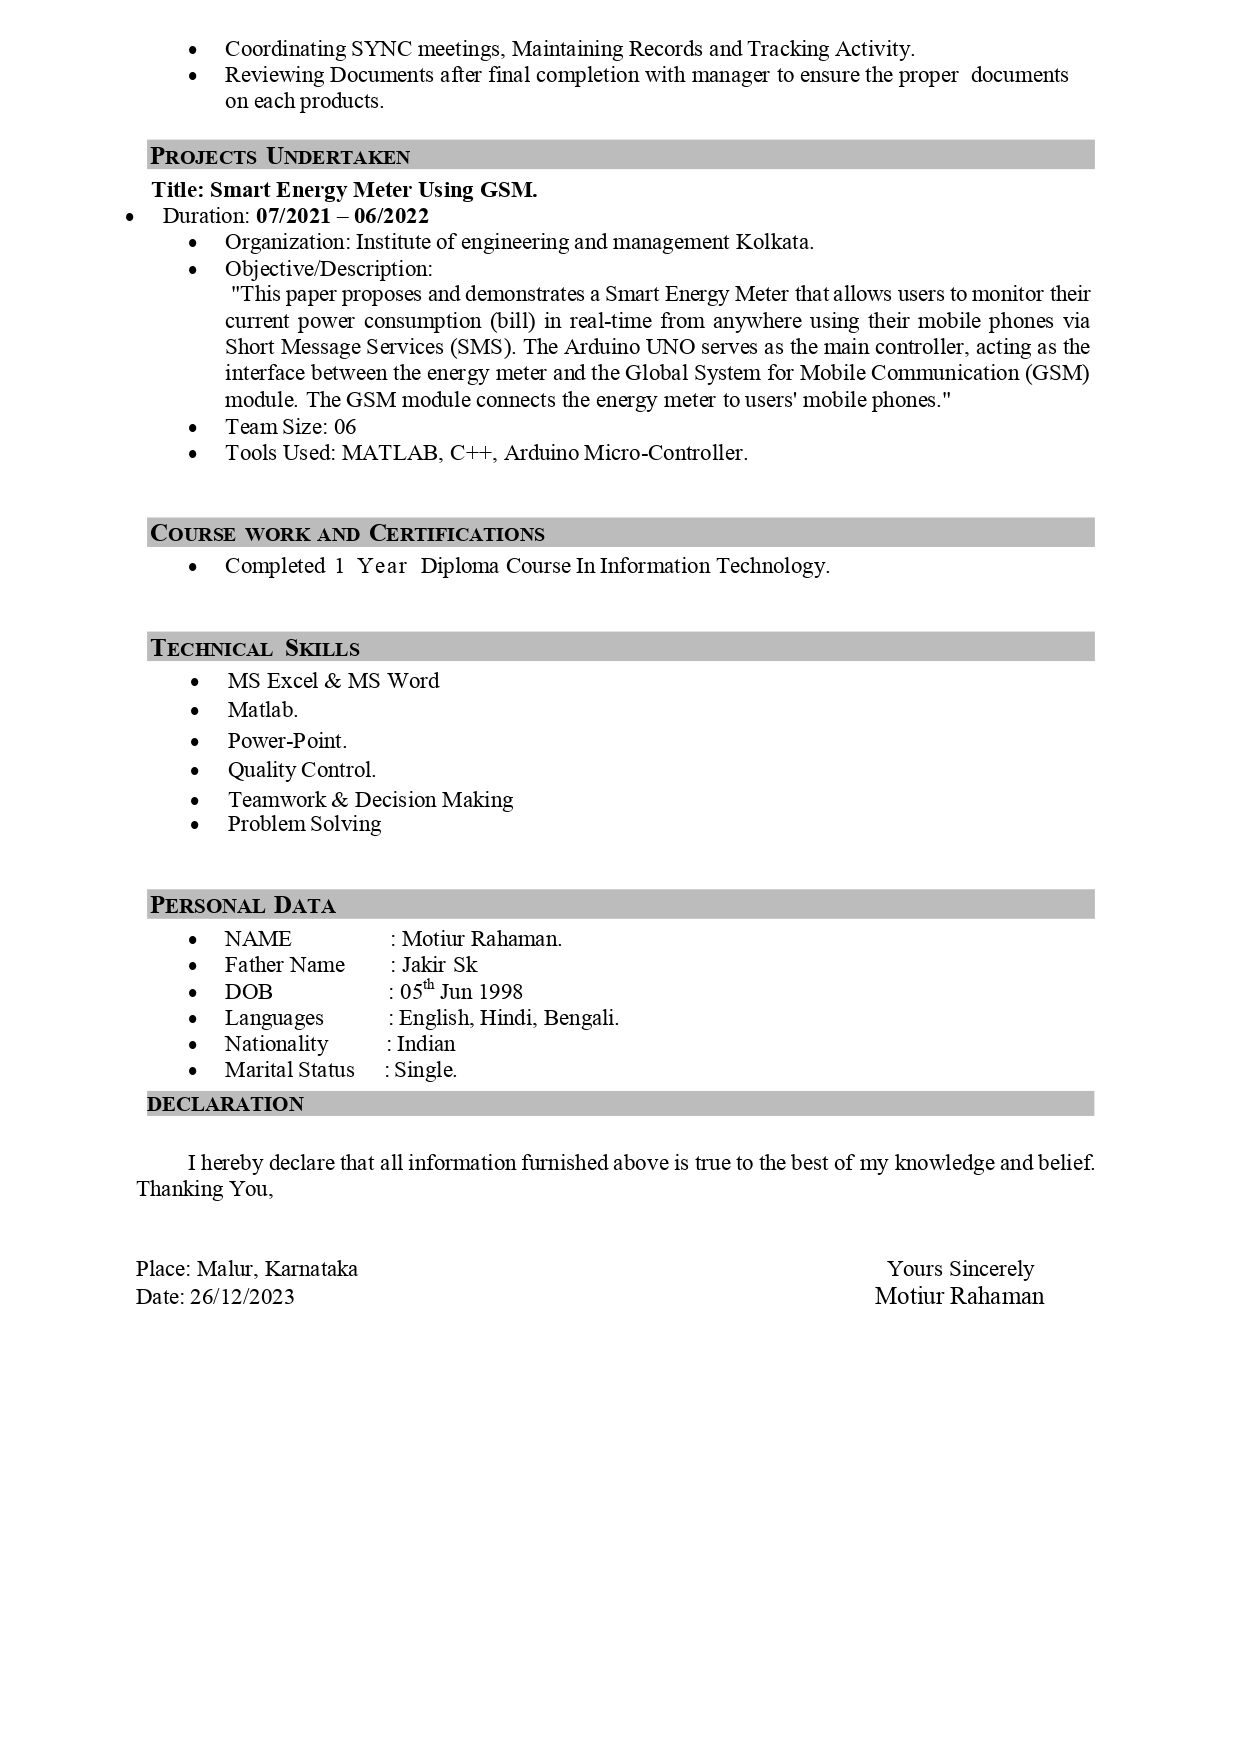 • Coordinating SYNC meetings, Maintaining Records and Tracking Activity.
• Reviewing Documents after final completion with manager to ensure the proper documents
on each products.
PROJECTS UNDERTAKEN
Title: Smart Energy Meter Using GSM.
• Duration: 07/2021 – 06/2022
• Organization: Institute of engineering and management Kolkata.
• Objective/Description:
"This paper proposes and demonstrates a Smart Energy Meter that allows users to monitor their
current power consumption (bill) in real-time from anywhere using their mobile phones via
Short Message Services (SMS). The Arduino UNO serves as the main controller, acting as the
interface between the energy meter and the Global System for Mobile Communication (GSM)
module. The GSM module connects the energy meter to users' mobile phones."
• Team Size: 06
• Tools Used: MATLAB, C++, Arduino Micro-Controller.
COURSE WORK AND CERTIFICATIONS
• Completed 1 Year Diploma Course In Information Technology.
TECHNICAL SKILLS
• MS Excel & MS Word
• Matlab.
• Power-Point.
• Quality Control.
• Teamwork & Decision Making
• Problem Solving
PERSONAL DATA
• NAME : Motiur Rahaman.
• Father Name : Jakir Sk
• DOB : 05th Jun 1998
• Languages : English, Hindi, Bengali.
• Nationality : Indian
• Marital Status : Single.
DECLARATION
I hereby declare that all information furnished above is true to the best of my knowledge and belief.
Thanking You,
Place: Malur, Karnataka Yours Sincerely
Date: 26/12/2023 Motiur Rahaman